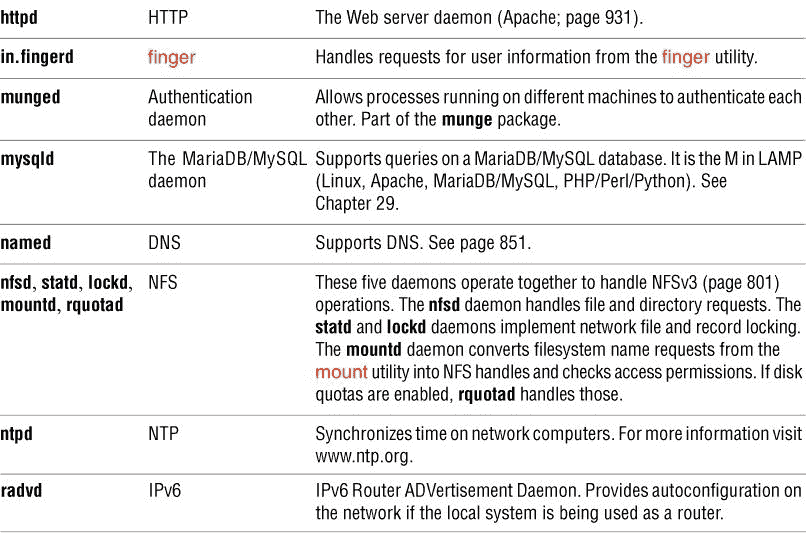 httpd HTTP The Web server daemon (Apache; page 931).
in.fingerd finger Handles requests for user information from the finger utility.
munged Authentication Allows processes running on different machines to authenticate each
daemon other. Part of the munge package.
mysqld The MariaDB/MySQL Supports queries on a MariaDB/MySQL database. It is the M in LAMP
daemon (Linux, Apache, MariaDB/MySQL, PHP/Perl/Python). See
Chapter 29.
named DNS Supports DNS. See page 851.
nfsd, statd, lockd, NFS These five daemons operate together to handle NFSv3 (page 801)
mountd, rquotad operations. The nfsd daemon handles file and directory requests. The
statd and lockd daemons implement network file and record locking.
The mountd daemon converts filesystem name requests from the
mount utility into NFS handles and checks access permissions. If disk
quotas are enabled, rquotad handles those.
ntpd NTP Synchronizes time on network computers. For more information visit
www.ntp.org.
radvd IPv6 IPv6 Router ADVertisement Daemon. Provides autoconfiguration on
the network if the local system is being used as a router.